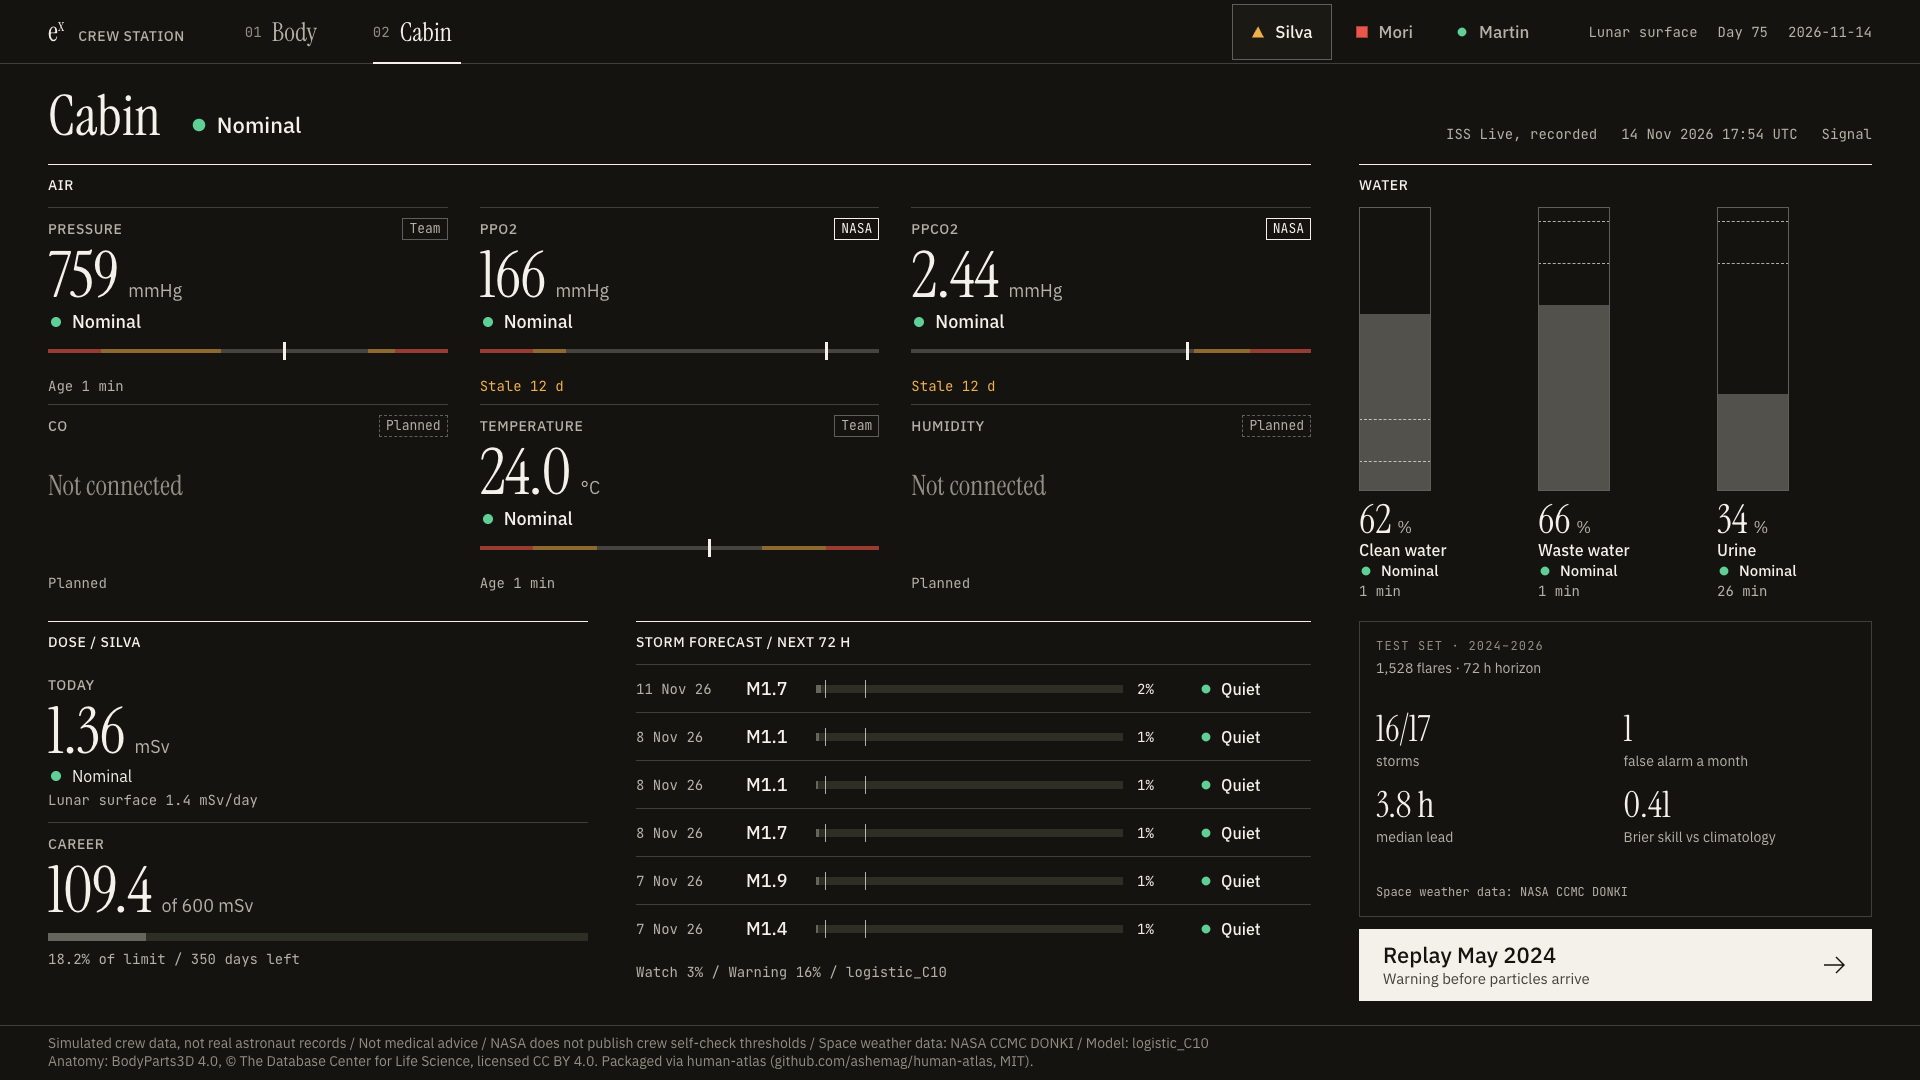 e^x CREW STATION 01 Body 02 Cabin Silva Mori Martin Lunar surface Day 75 2026-11-14
Cabin Nominal
ISS Live, recorded 14 Nov 2026 17:54 UTC Signal
AIR
PRESSURE Team
759 mmHg
Nominal
Age 1 min
PPO2 NASA
166 mmHg
Nominal
Stale 12 d
PPCO2 NASA
2.44 mmHg
Nominal
Stale 12 d
CO Planned
Not connected
Planned
TEMPERATURE Team
24.0 °C
Nominal
Age 1 min
HUMIDITY Planned
Not connected
Planned
WATER
62 %
Clean water
Nominal
1 min
66 %
Waste water
Nominal
1 min
34 %
Urine
Nominal
26 min
DOSE / SILVA
TODAY
1.36 mSv
Nominal
Lunar surface 1.4 mSv/day
CAREER
109.4 of 600 mSv
18.2% of limit / 350 days left
STORM FORECAST / NEXT 72 H
11 Nov 26 M1.7 2% Quiet
8 Nov 26 M1.1 1% Quiet
8 Nov 26 M1.1 1% Quiet
8 Nov 26 M1.7 1% Quiet
7 Nov 26 M1.9 1% Quiet
7 Nov 26 M1.4 1% Quiet
Watch 3% / Warning 16% / logistic_C10
TEST SET · 2024–2026
1,528 flares · 72 h horizon
16/17
storms
1
false alarm a month
3.8 h
median lead
0.41
Brier skill vs climatology
Space weather data: NASA CCMC DONKI
Replay May 2024
Warning before particles arrive
Simulated crew data, not real astronaut records / Not medical advice / NASA does not publish crew self-check thresholds / Space weather data: NASA CCMC DONKI / Model: logistic_C10
Anatomy: BodyParts3D 4.0, © The Database Center for Life Science, licensed CC BY 4.0. Packaged via human-atlas (github.com/ashemag/human-atlas, MIT).